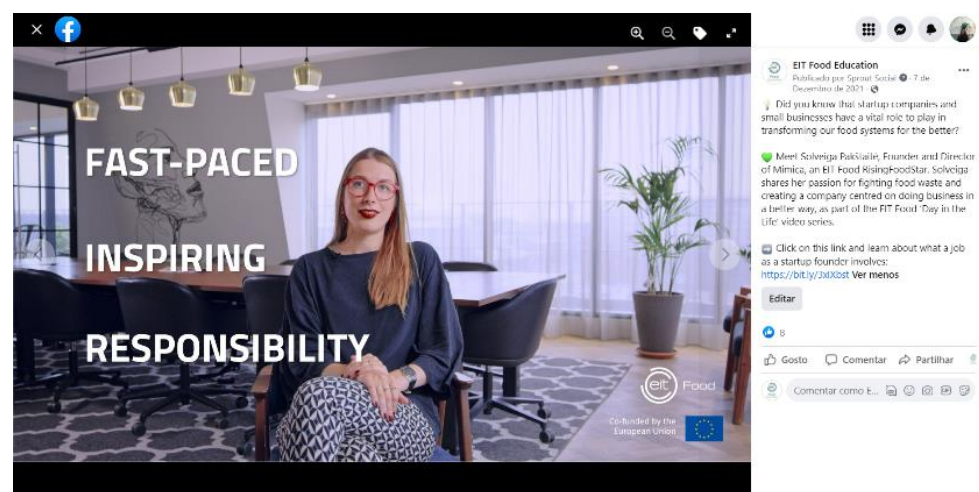 FAST-PACED
INSPIRING
RESPONSIBILITY
eit Food
Co-funded by the
European Union
EIT Food Education
Publicado por Sprout Social · 7 de
Dezembro de 2021 ·
Did you know that startup companies and
small businesses have a vital role to play in
transforming our food systems for the better?
Meet Solveiga Pakštaitė, Founder and Director
of Mimica, an EIT Food RisingFoodStar. Solveiga
shares her passion for fighting food waste and
creating a company centred on doing business in
a better way, as part of the EIT Food 'Day in the
Life' video series.
Click on this link and learn about what a job
as a startup founder involves:
Ver menos
Editar
8
Gosto Comentar Partilhar
Comentar como E...